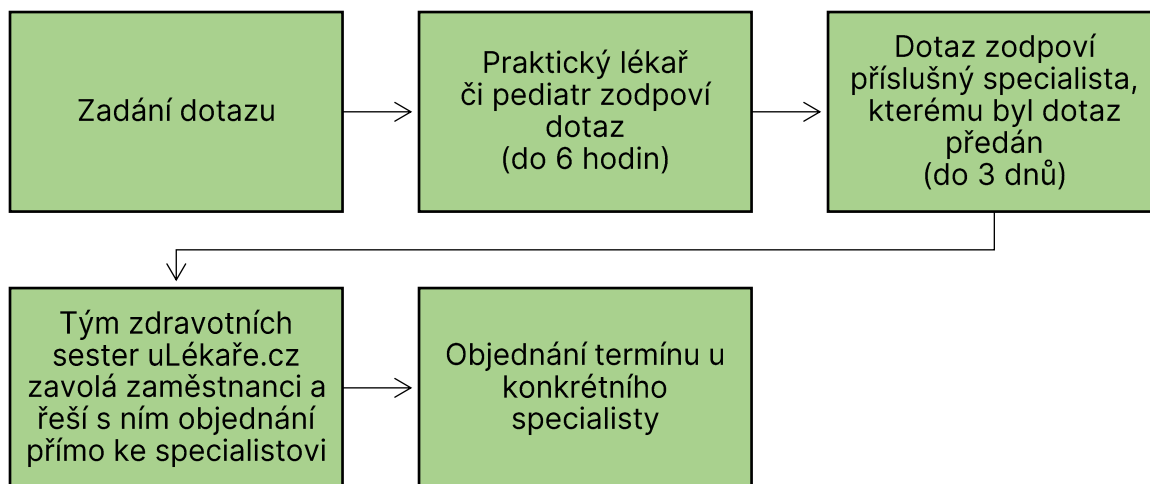 Zadání dotazu
Praktický lékař
či pediatr zodpoví
dotaz
(do 6 hodin)
Dotaz zodpoví
příslušný specialista,
kterému byl dotaz
předán
(do 3 dnů)
Tým zdravotních
sester uLékaře.cz
zavolá zaměstnanci a
řeší s ním objednání
přímo ke specialistovi
Objednání termínu u
konkrétního
specialisty